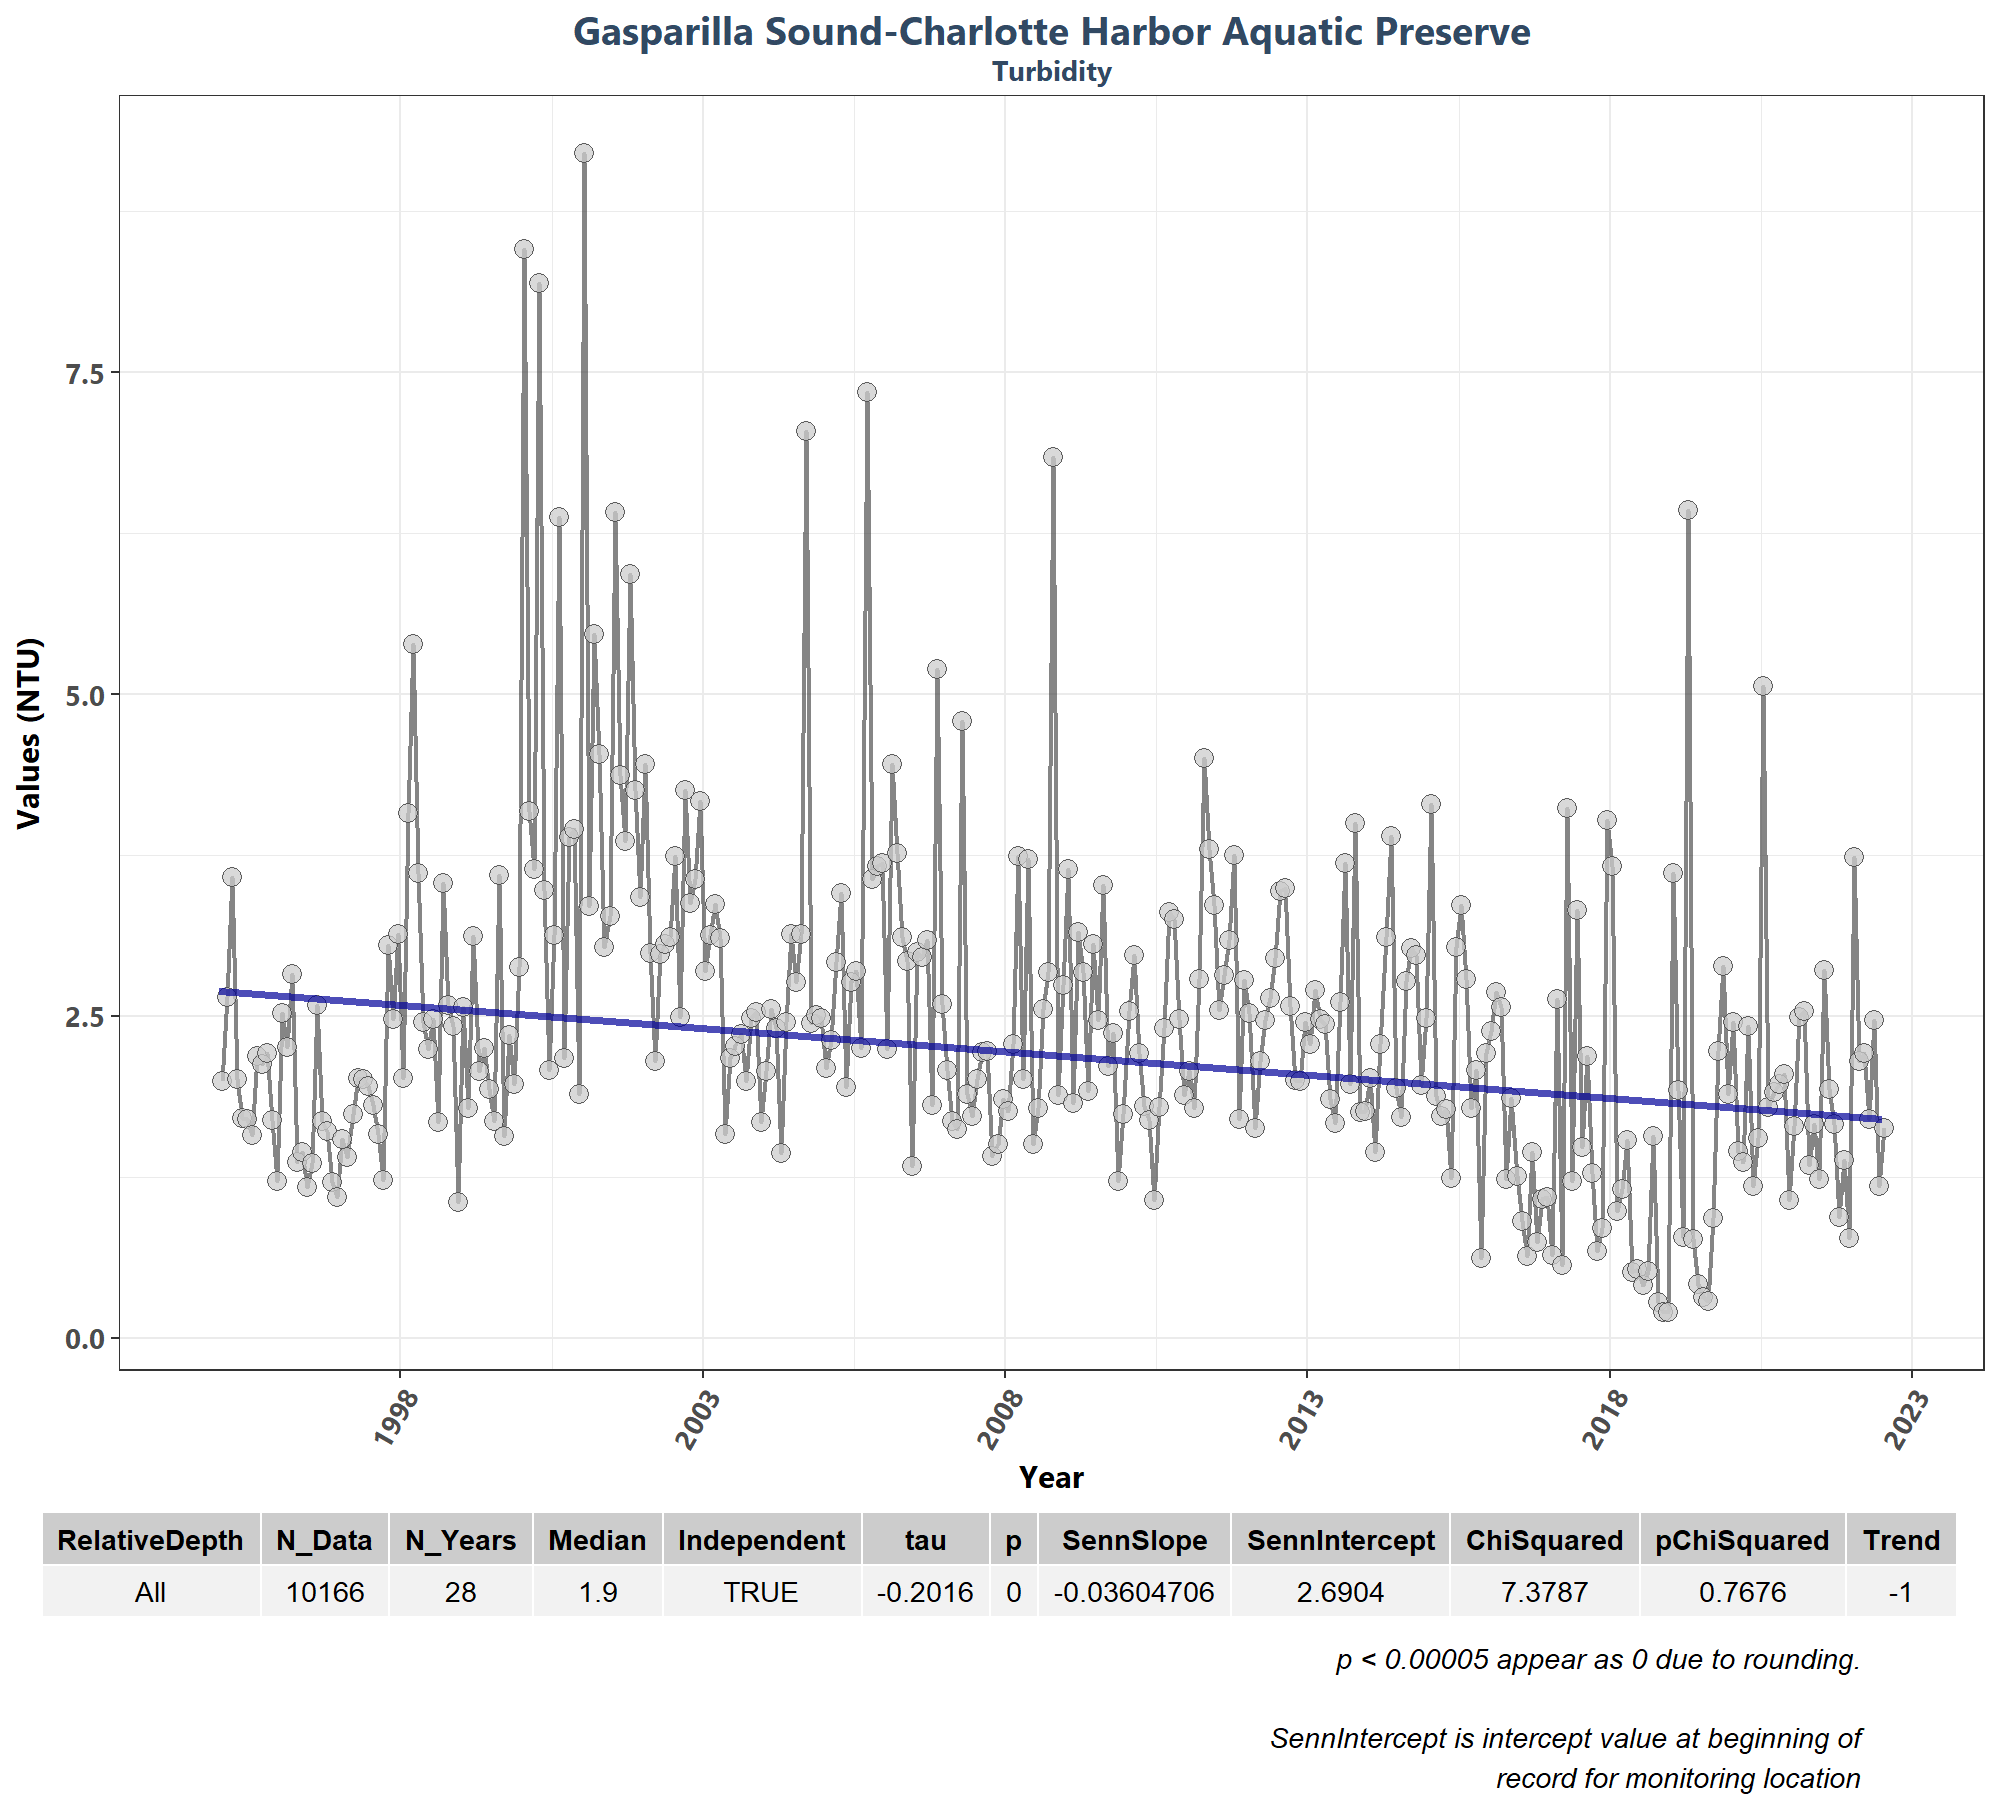 Gasparilla Sound-Charlotte Harbor Aquatic Preserve
Turbidity
Values (NTU)
7.5
5.0
2.5
0.0
1998 2003 2008 2013 2018 2023
Year
RelativeDepth N_Data N_Years Median Independent tau p SennSlope SennIntercept ChiSquared pChiSquared Trend
All 10166 28 1.9 TRUE -0.2016 0 -0.03604706 2.6904 7.3787 0.7676 -1
p < 0.00005 appear as 0 due to rounding.
SennIntercept is intercept value at beginning of
record for monitoring location